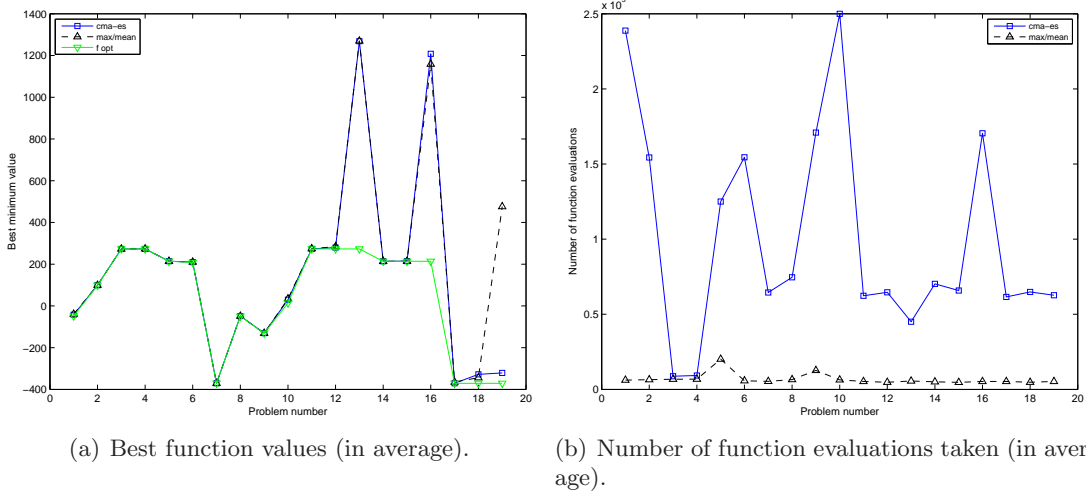 1400
1200
1000
800
600
400
200
0
−200
−400
0 2 4 6 8 10 12 14 16 18 20
Problem number
Best minimum value
cma−es
max/mean
f opt
2.5
2
1.5
1
0.5
0
0 2 4 6 8 10 12 14 16 18 20
Problem number
Number of function evaluations
cma−es
max/mean
(a) Best function values (in average).
(b) Number of function evaluations taken (in aver
age).